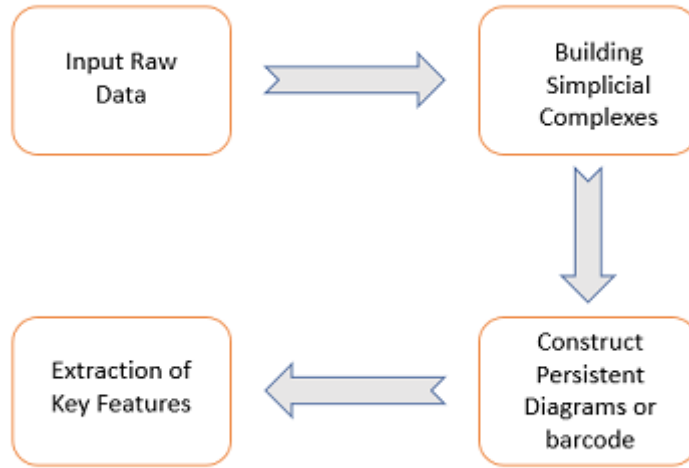 Input Raw
Data
Building
Simplicial
Complexes
Construct
Persistent
Diagrams or
barcode
Extraction of
Key Features